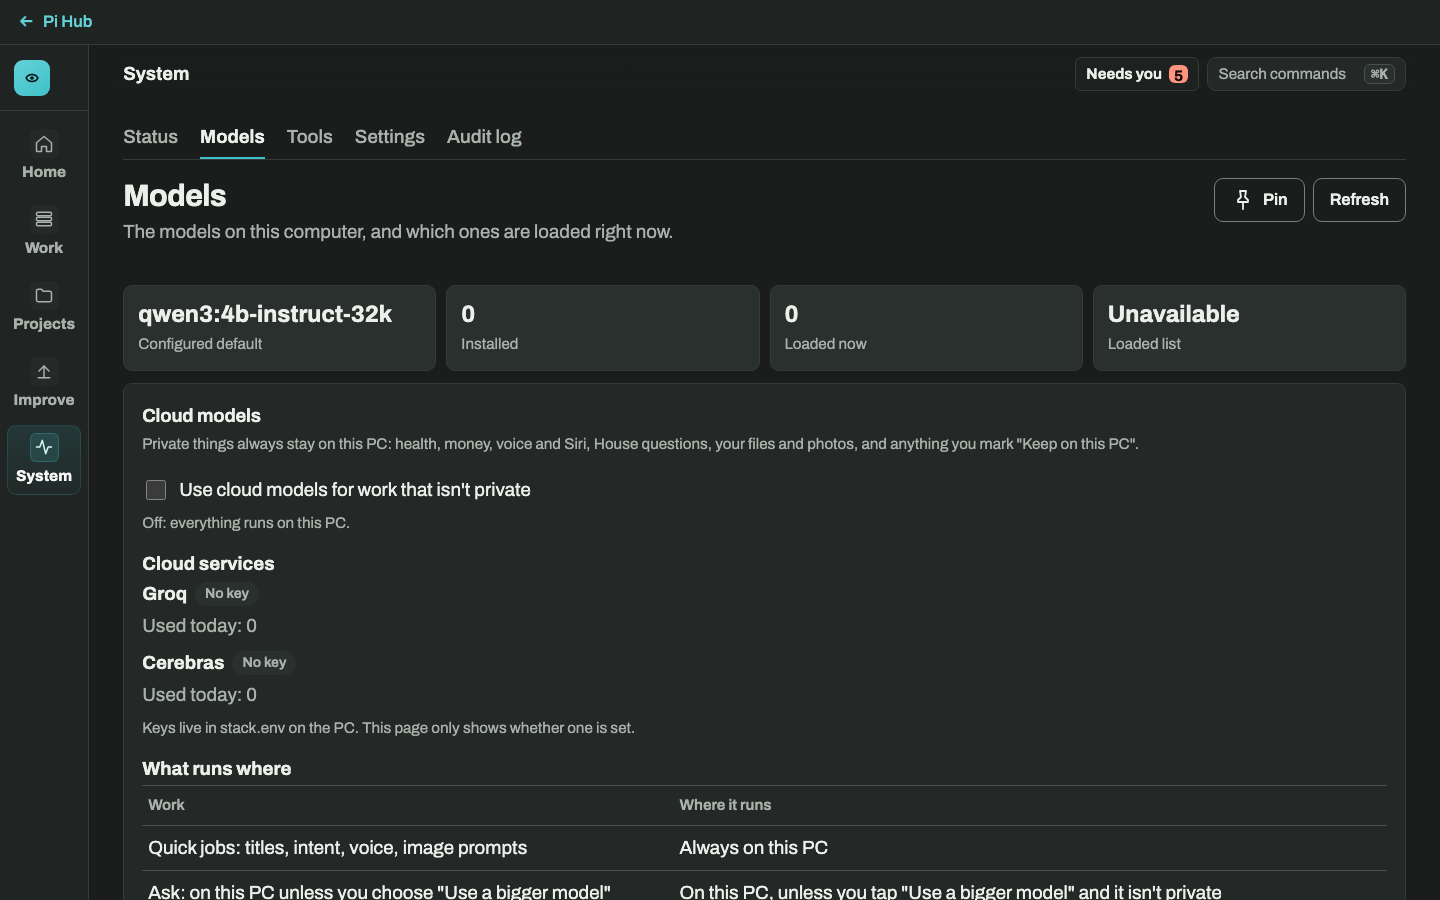 Pi Hub
System
Needs you 5
Search commands ⌘K
Home
Work
Projects
Improve
System
Status Models Tools Settings Audit log
Models
The models on this computer, and which ones are loaded right now.
Pin
Refresh
qwen3:4b-instruct-32k
Configured default
0
Installed
0
Loaded now
Unavailable
Loaded list
Cloud models
Private things always stay on this PC: health, money, voice and Siri, House questions, your files and photos, and anything you mark "Keep on this PC".
Use cloud models for work that isn't private
Off: everything runs on this PC.
Cloud services
Groq No key
Used today: 0
Cerebras No key
Used today: 0
Keys live in stack.env on the PC. This page only shows whether one is set.
What runs where
Work Where it runs
Quick jobs: titles, intent, voice, image prompts Always on this PC
Ask: on this PC unless you choose "Use a bigger model" On this PC, unless you tap "Use a bigger model" and it isn't private